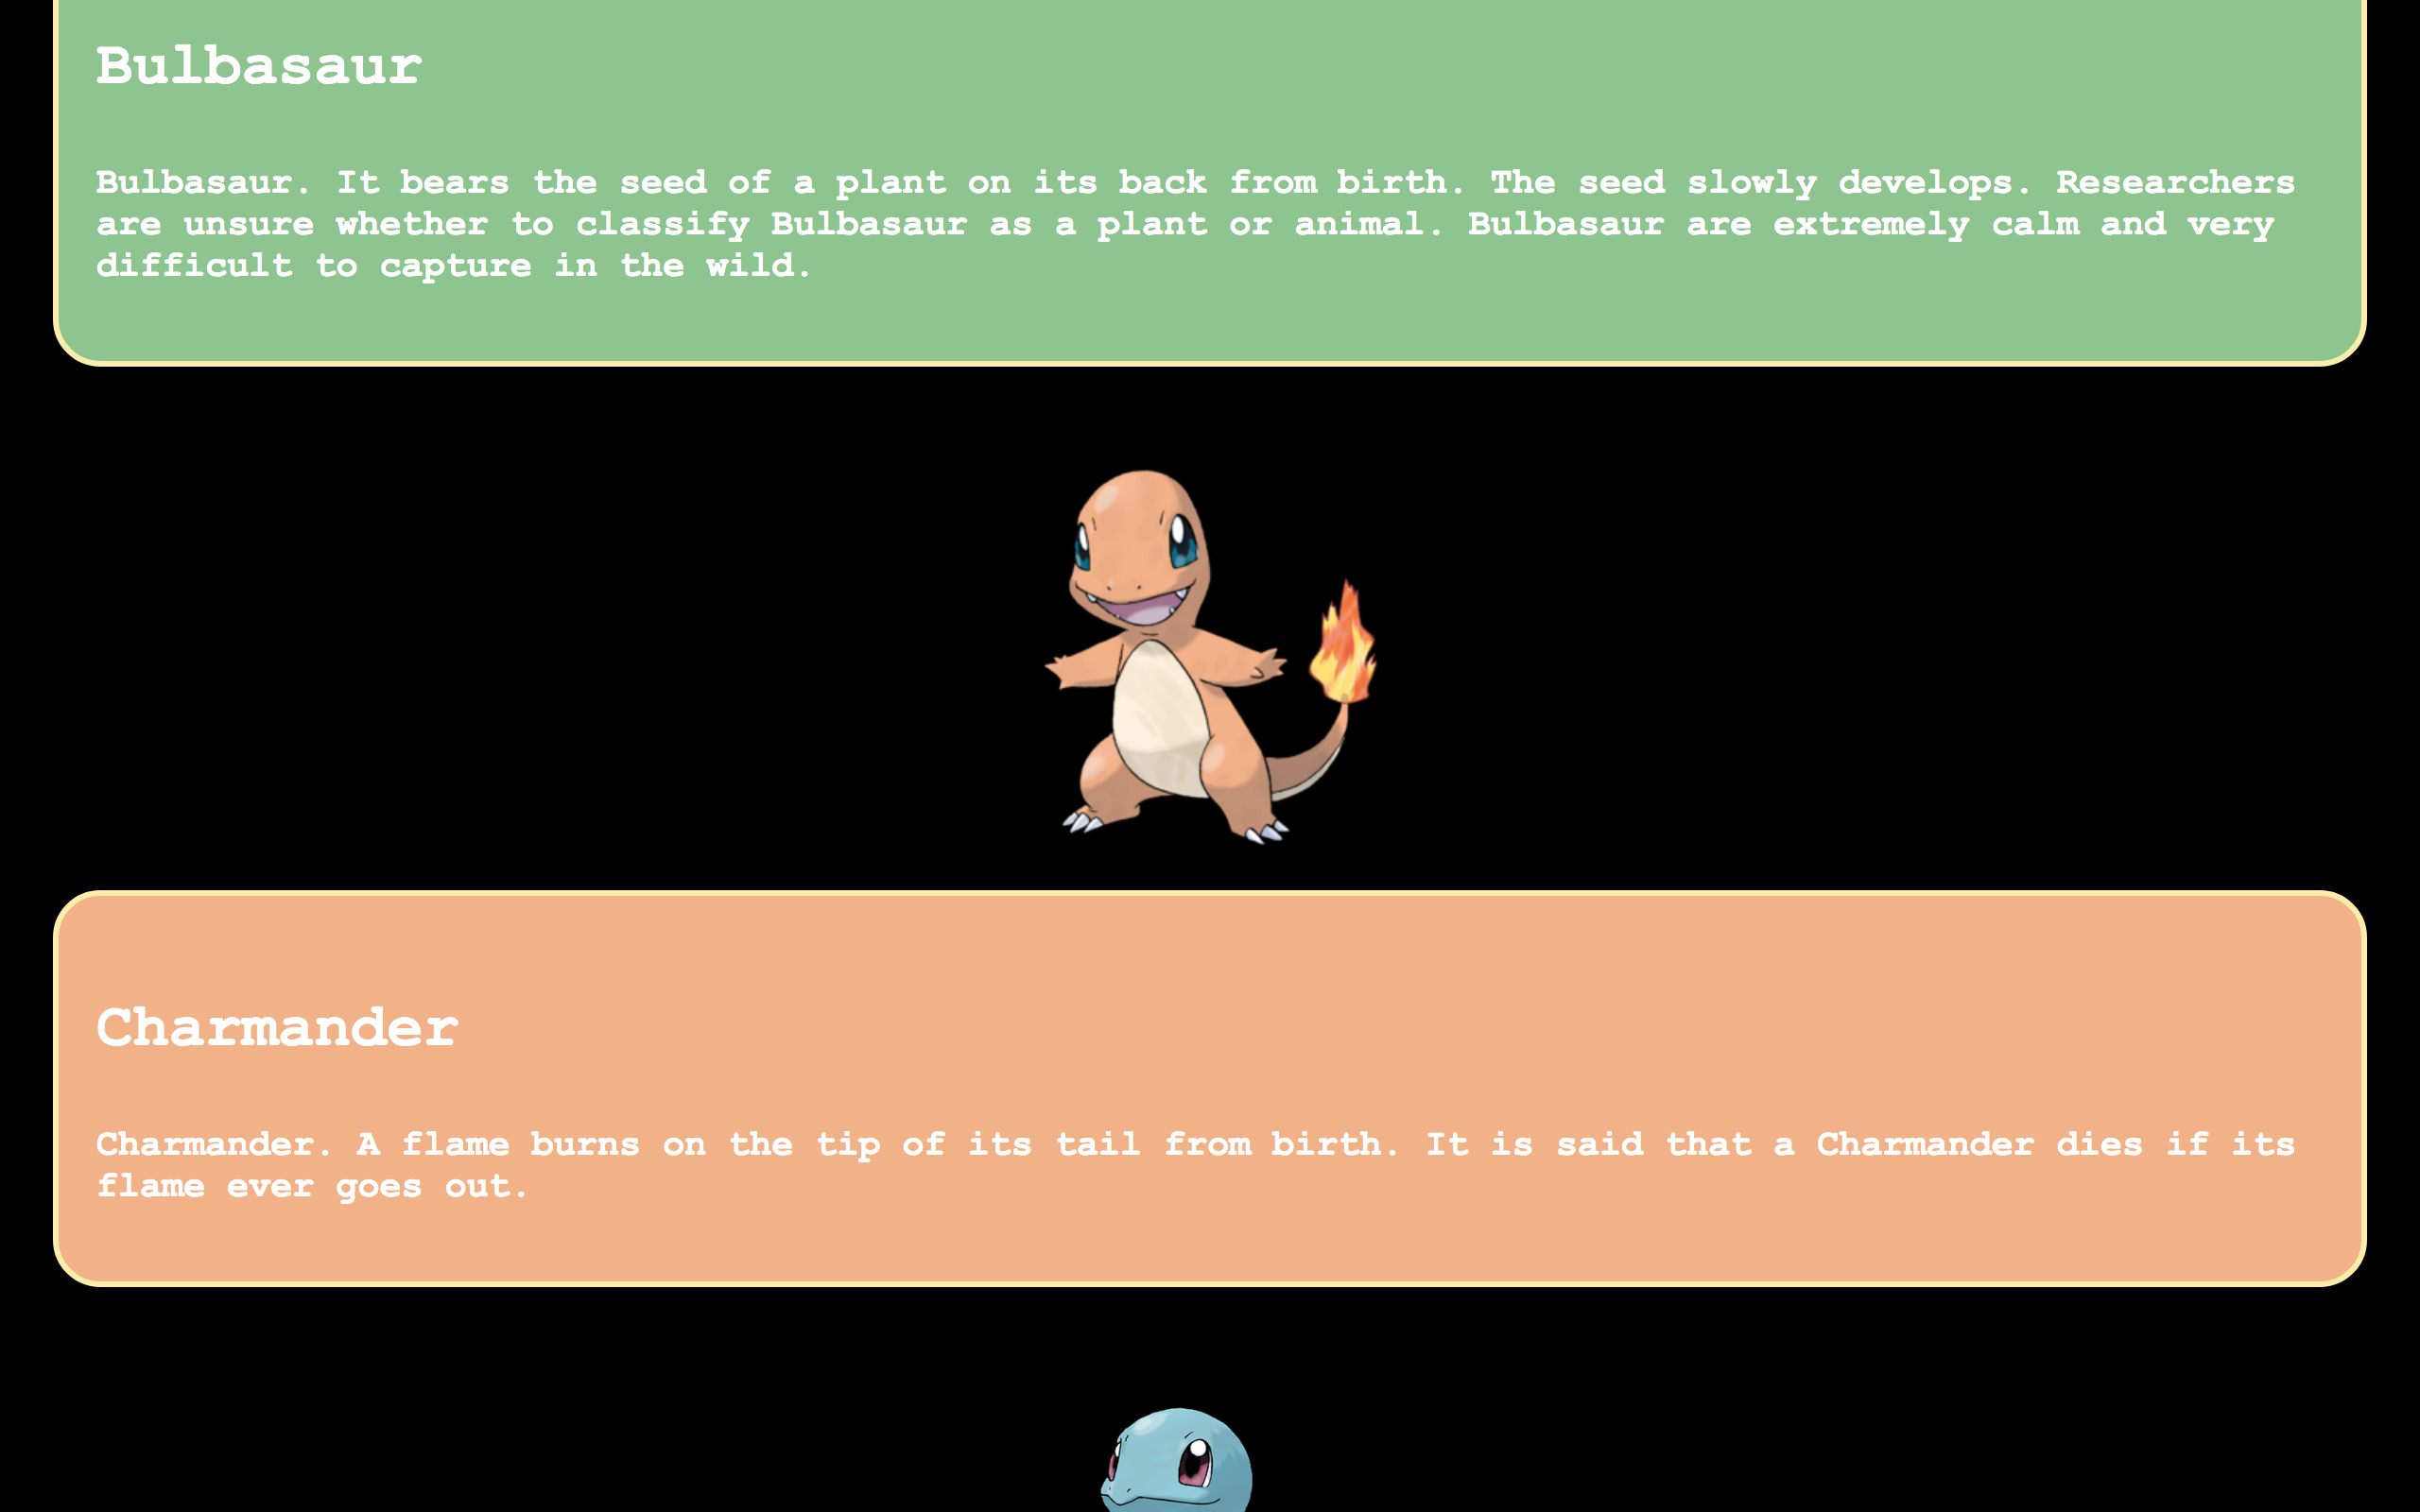 Bulbasaur
Bulbasaur. It bears the seed of a plant on its back from birth. The seed slowly develops. Researchers
are unsure whether to classify Bulbasaur as a plant or animal. Bulbasaur are extremely calm and very
difficult to capture in the wild.
Charmander
Charmander. A flame burns on the tip of its tail from birth. It is said that a Charmander dies if its
flame ever goes out.